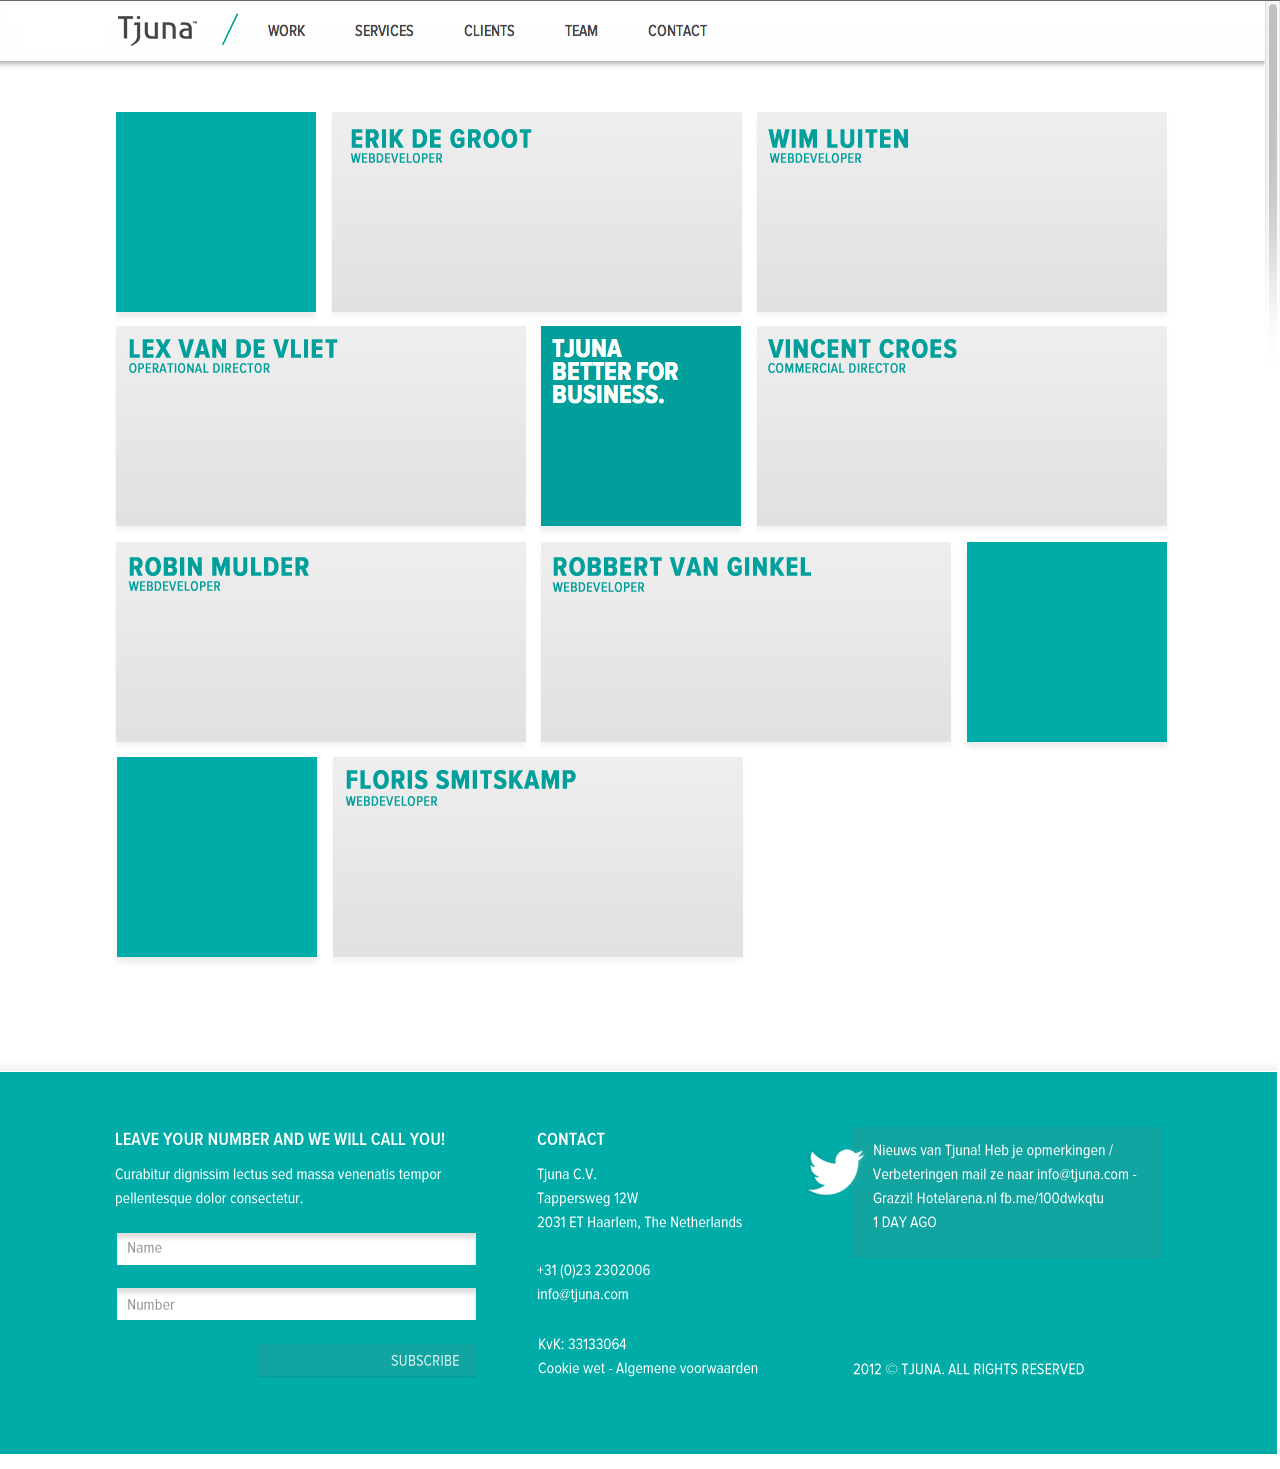 Tjuna™ / WORK SERVICES CLIENTS TEAM CONTACT
ERIK DE GROOT
WEBDEVELOPER
WIM LUITEN
WEBDEVELOPER
LEX VAN DE VLIET
OPERATIONAL DIRECTOR
TJUNA
BETTER FOR
BUSINESS.
VINCENT CROES
COMMERCIAL DIRECTOR
ROBIN MULDER
WEBDEVELOPER
ROBBERT VAN GINKEL
WEBDEVELOPER
FLORIS SMITSKAMP
WEBDEVELOPER
LEAVE YOUR NUMBER AND WE WILL CALL YOU!
Curabitur dignissim lectus sed massa venenatis tempor
pellentesque dolor consectetur.
Name
Number
SUBSCRIBE
CONTACT
Tjuna C.V.
Tappersweg 12W
2031 ET Haarlem, The Netherlands
+31 (0)23 2302006
info@tjuna.com
KvK: 33133064
Cookie wet - Algemene voorwaarden
Nieuws van Tjuna! Heb je opmerkingen /
Verbeteringen mail ze naar info@tjuna.com -
Grazzi! Hotelarena.nl fb.me/100dwkqtu
1 DAY AGO
2012 © TJUNA. ALL RIGHTS RESERVED